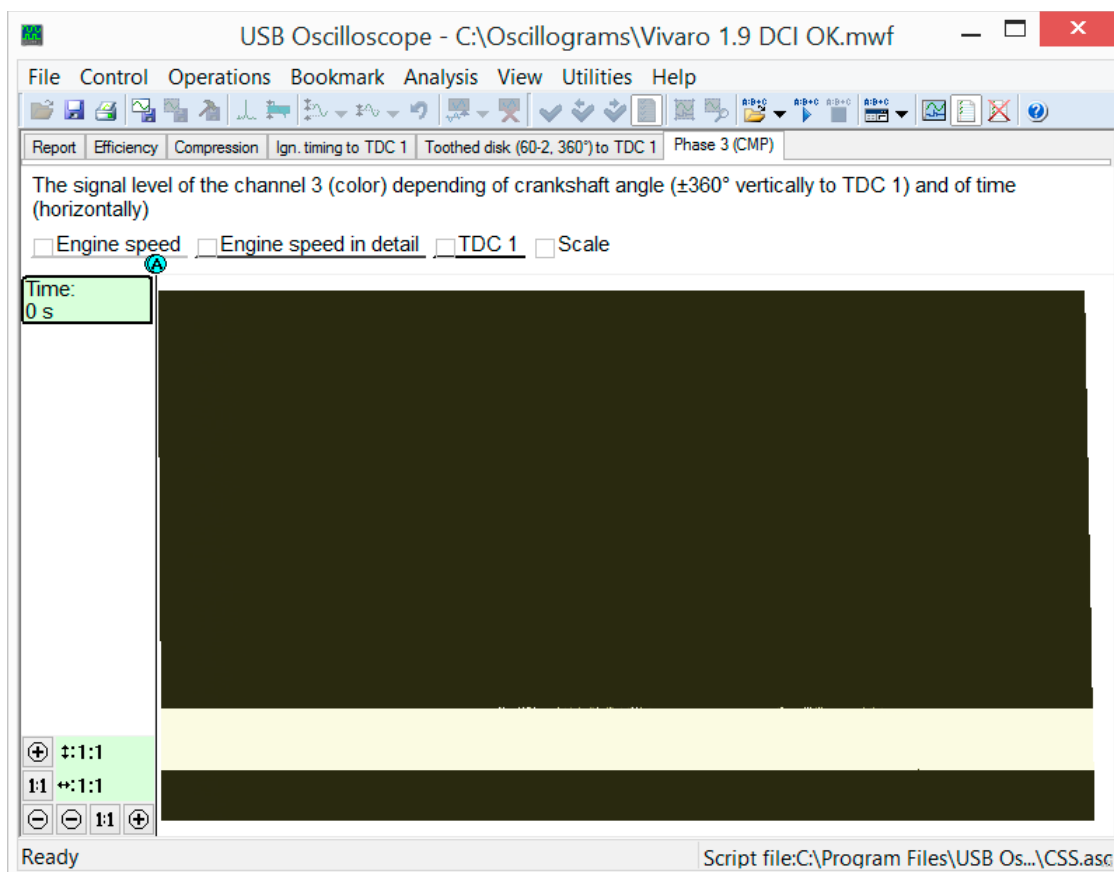 USB Oscilloscope - C:\Oscillograms\Vivaro 1.9 DCI OK.mwf
File Control Operations Bookmark Analysis View Utilities Help
A:B+C A:B+C A:B+C A:B+C
Report Efficiency Compression Ign. timing to TDC 1 Toothed disk (60-2, 360°) to TDC 1 Phase 3 (CMP)
The signal level of the channel 3 (color) depending of crankshaft angle (±360° vertically to TDC 1) and of time
(horizontally)
Engine speed Engine speed in detail TDC 1 Scale
A
Time:
0 s
1:1
1:1 1:1
1:1
Ready Script file:C:\Program Files\USB Os...\CSS.asc